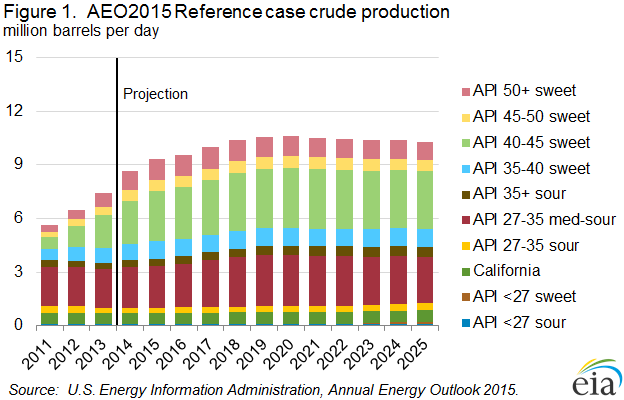 Figure 1. AEO2015 Reference case crude production
million barrels per day
15
12
9
6
3
0
Projection
2011
2012
2013
2014
2015
2016
2017
2018
2019
2020
2021
2022
2023
2024
2025
API 50+ sweet
API 45-50 sweet
API 40-45 sweet
API 35-40 sweet
API 35+ sour
API 27-35 med-sour
API 27-35 sour
California
API <27 sweet
API <27 sour
Source: U.S. Energy Information Administration, Annual Energy Outlook 2015.
eia